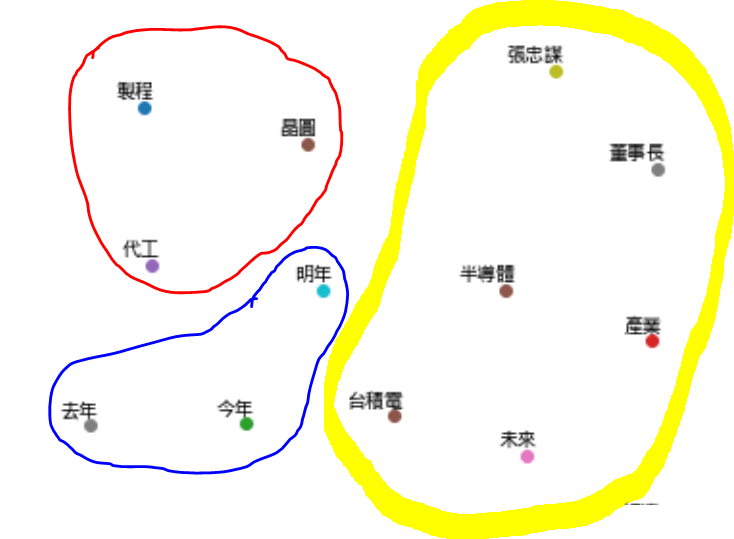 張忠謀
製程
晶圓
董事長
代工
明年
半導體
產業
台積電
去年
今年
未來